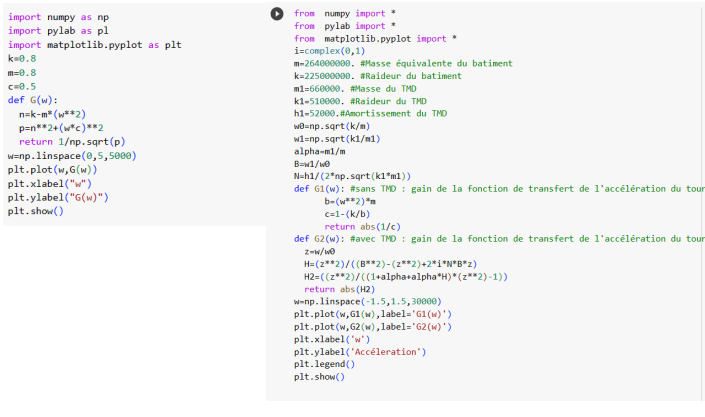 import numpy as np
import pylab as pl
import matplotlib.pyplot as plt
k=0.8
m=0.8
c=0.5
def G(w):
  n=k-m*(w**2)
  p=n**2+(w*c)**2
  return 1/np.sqrt(p)
w=np.linspace(0,5,5000)
plt.plot(w,G(w))
plt.xlabel("w")
plt.ylabel("G(w)")
plt.show()
from  numpy import *
from  pylab import *
from  matplotlib.pyplot import *
i=complex(0,1)
m=264000000. #Masse équivalente du batiment
k=225000000. #Raideur du batiment
m1=660000. #Masse du TMD
k1=510000. #Raideur du TMD
h1=52000.#Amortissement du TMD
w0=np.sqrt(k/m)
w1=np.sqrt(k1/m1)
alpha=m1/m
B=w1/w0
N=h1/(2*np.sqrt(k1*m1))
def G1(w): #sans TMD : gain de la fonction de transfert de l'accélération du tour
      b=(w**2)*m
      c=1-(k/b)
      return abs(1/c)
def G2(w): #avec TMD : gain de la fonction de transfert de l'accélération du tour
  z=w/w0
  H=(z**2)/((B**2)-(z**2)+2*i*N*B*z)
  H2=((z**2)/((1+alpha+alpha*H)*(z**2)-1))
  return abs(H2)
w=np.linspace(-1.5,1.5,30000)
plt.plot(w,G1(w),label='G1(w)')
plt.plot(w,G2(w),label='G2(w)')
plt.xlabel('w')
plt.ylabel('Accéleration')
plt.legend()
plt.show()